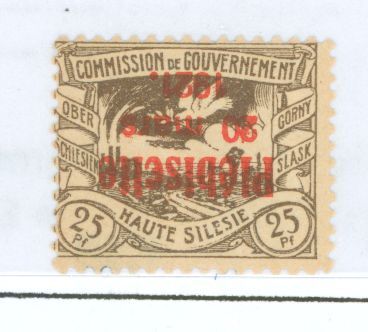 COMMISSION DE GOUVERNEMENT
OBER GORNY
CHLESIEN SLASK
Plébiscite
20 mars
1921.
HAUTE SILESIE
25 Pf 25 Pf